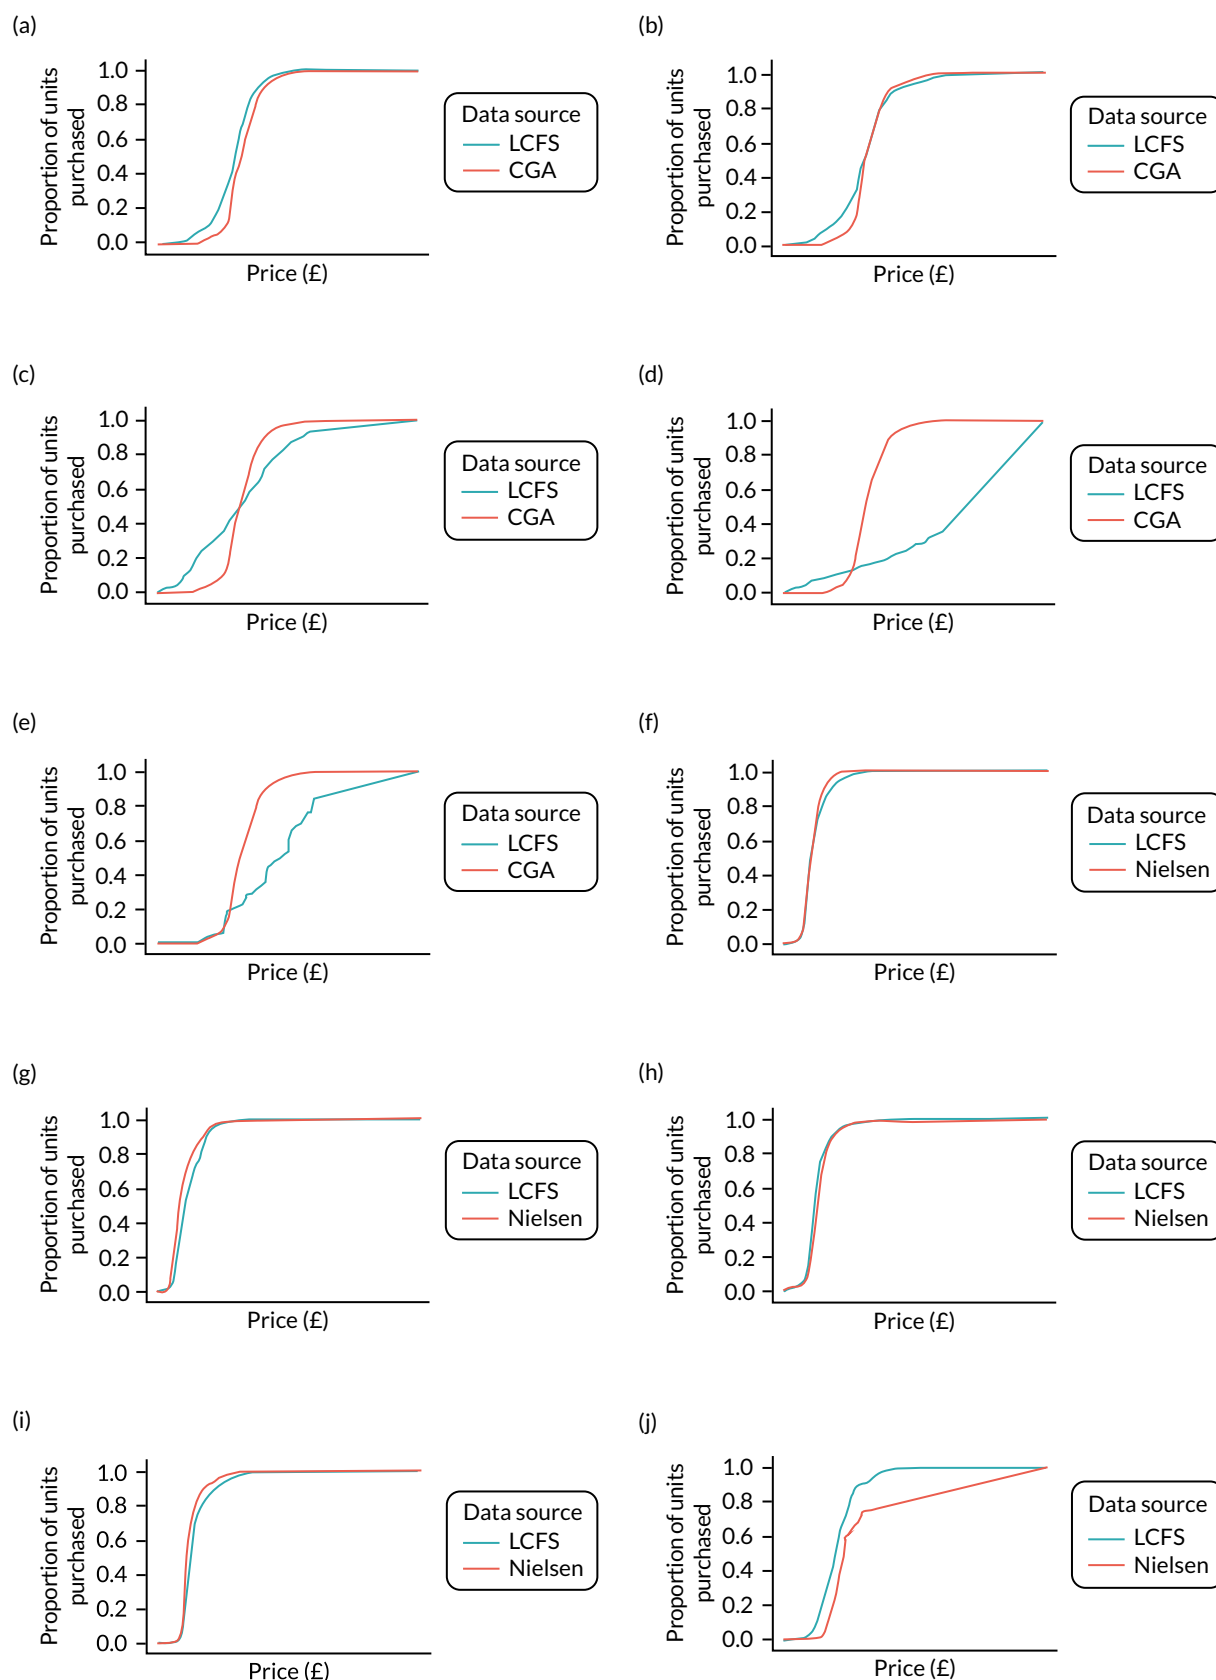 (a)
1.0
0.8
0.6
0.4
0.2
0.0
Proportion of units
purchased
Price (£)
Data source
LCFS
CGA
(b)
1.0
0.8
0.6
0.4
0.2
0.0
Proportion of units
purchased
Price (£)
Data source
LCFS
CGA
(c)
1.0
0.8
0.6
0.4
0.2
0.0
Proportion of units
purchased
Price (£)
Data source
LCFS
CGA
(d)
1.0
0.8
0.6
0.4
0.2
0.0
Proportion of units
purchased
Price (£)
Data source
LCFS
CGA
(e)
1.0
0.8
0.6
0.4
0.2
0.0
Proportion of units
purchased
Price (£)
Data source
LCFS
CGA
(f)
1.0
0.8
0.6
0.4
0.2
0.0
Proportion of units
purchased
Price (£)
Data source
LCFS
Nielsen
(g)
1.0
0.8
0.6
0.4
0.2
0.0
Proportion of units
purchased
Price (£)
Data source
LCFS
Nielsen
(h)
1.0
0.8
0.6
0.4
0.2
0.0
Proportion of units
purchased
Price (£)
Data source
LCFS
Nielsen
(i)
1.0
0.8
0.6
0.4
0.2
0.0
Proportion of units
purchased
Price (£)
Data source
LCFS
Nielsen
(j)
1.0
0.8
0.6
0.4
0.2
0.0
Proportion of units
purchased
Price (£)
Data source
LCFS
Nielsen